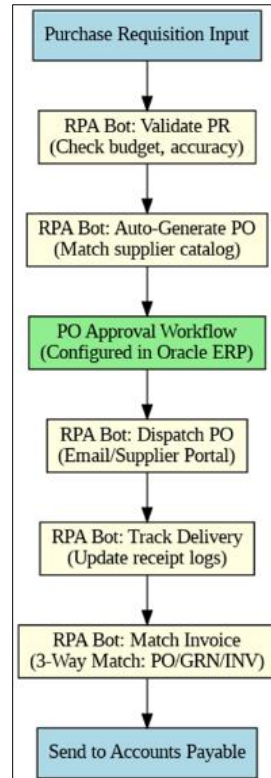 Purchase Requisition Input
RPA Bot: Validate PR
(Check budget, accuracy)
RPA Bot: Auto-Generate PO
(Match supplier catalog)
PO Approval Workflow
(Configured in Oracle ERP)
RPA Bot: Dispatch PO
(Email/Supplier Portal)
RPA Bot: Track Delivery
(Update receipt logs)
RPA Bot: Match Invoice
(3-Way Match: PO/GRN/INV)
Send to Accounts Payable